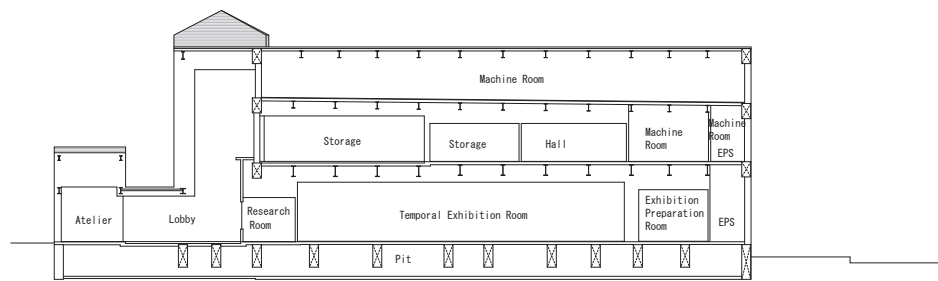 Machine Room
Storage
Storage
Hall
Machine
Room
Machine
Room
EPS
Atelier
Lobby
Research
Room
Temporal Exhibition Room
Exhibition
Preparation
Room
EPS
Pit